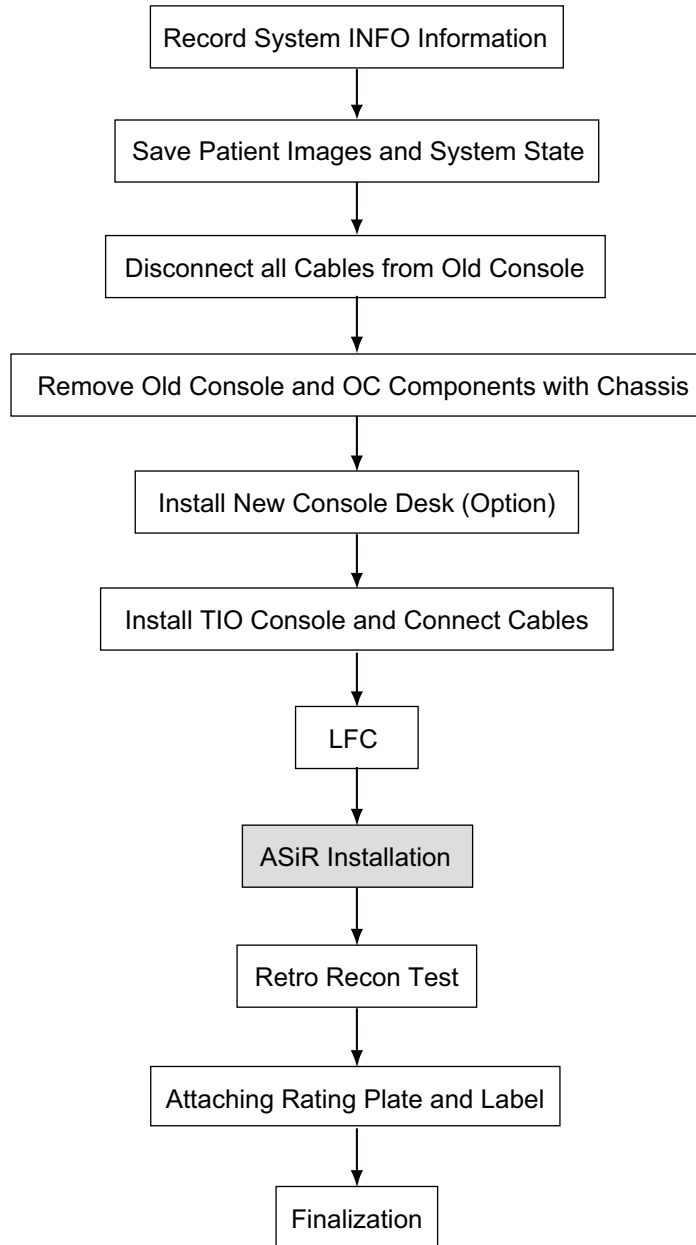 Record System INFO Information
Save Patient Images and System State
Disconnect all Cables from Old Console
Remove Old Console and OC Components with Chassis
Install New Console Desk (Option)
Install TIO Console and Connect Cables
LFC
ASiR Installation
Retro Recon Test
Attaching Rating Plate and Label
Finalization